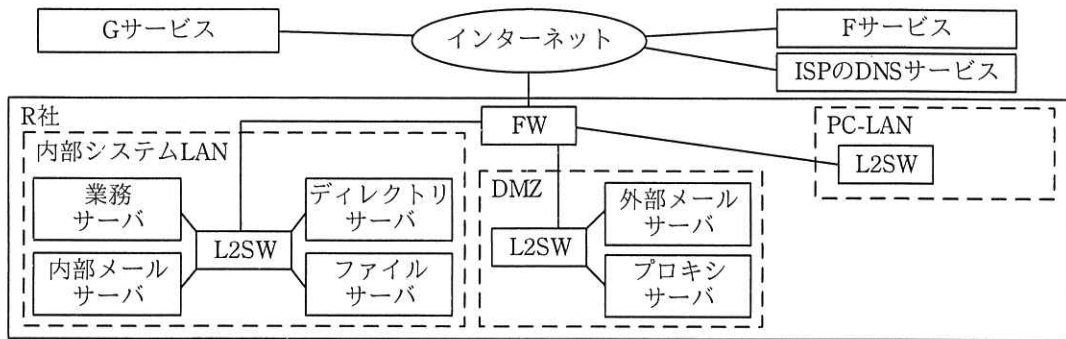 Gサービス
インターネット
Fサービス
ISPのDNSサービス
R社
FW
PC-LAN
L2SW
内部システムLAN
業務
サーバ
ディレクトリ
サーバ
L2SW
内部メール
サーバ
ファイル
サーバ
DMZ
外部メール
サーバ
L2SW
プロキシ
サーバ